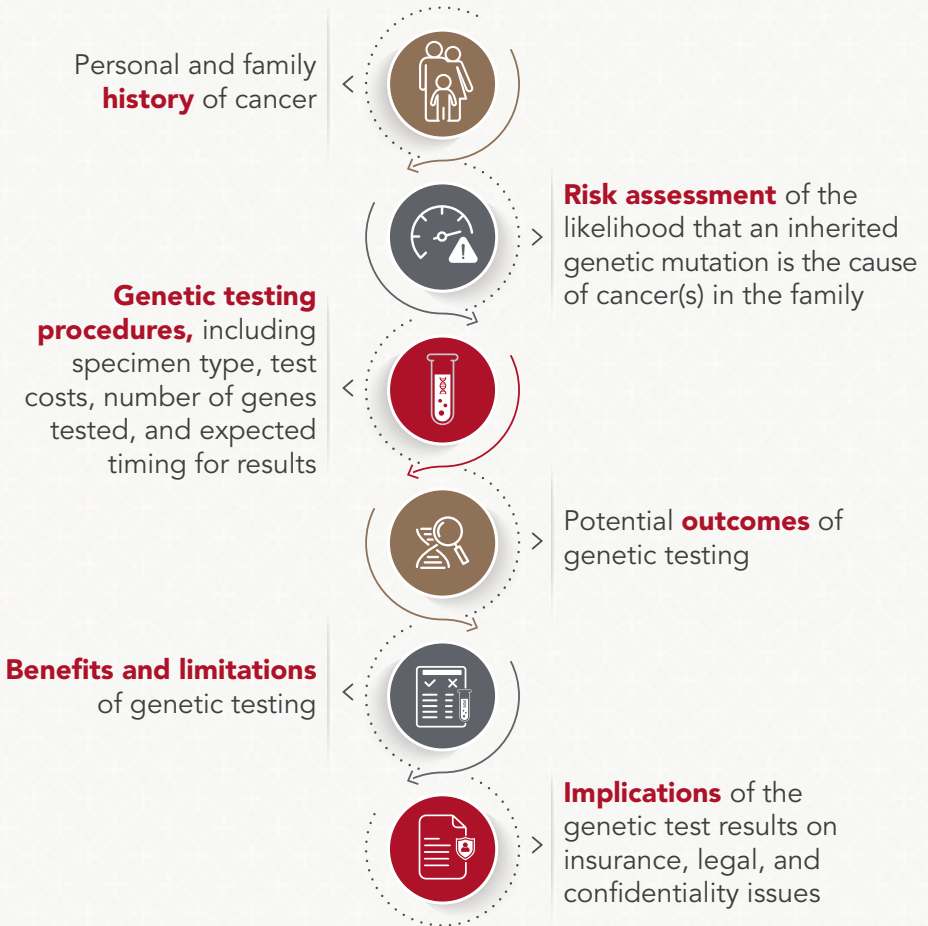 Personal and family
history of cancer
Risk assessment of the
likelihood that an inherited
genetic mutation is the cause
of cancer(s) in the family
Genetic testing
procedures, including
specimen type, test
costs, number of genes
tested, and expected
timing for results
Potential outcomes of
genetic testing
Benefits and limitations
of genetic testing
Implications of the
genetic test results on
insurance, legal, and
confidentiality issues